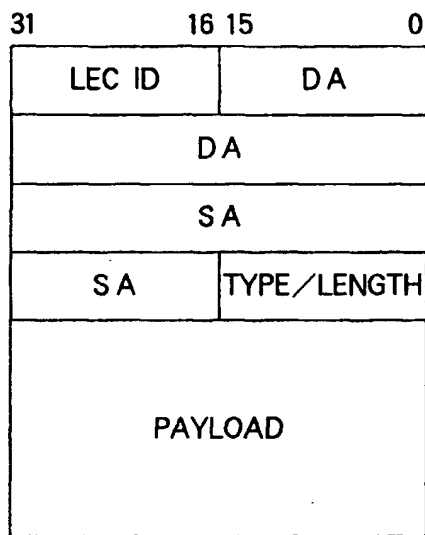 31 16 15 0
LEC ID DA
DA
SA
SA TYPE/LENGTH
PAYLOAD